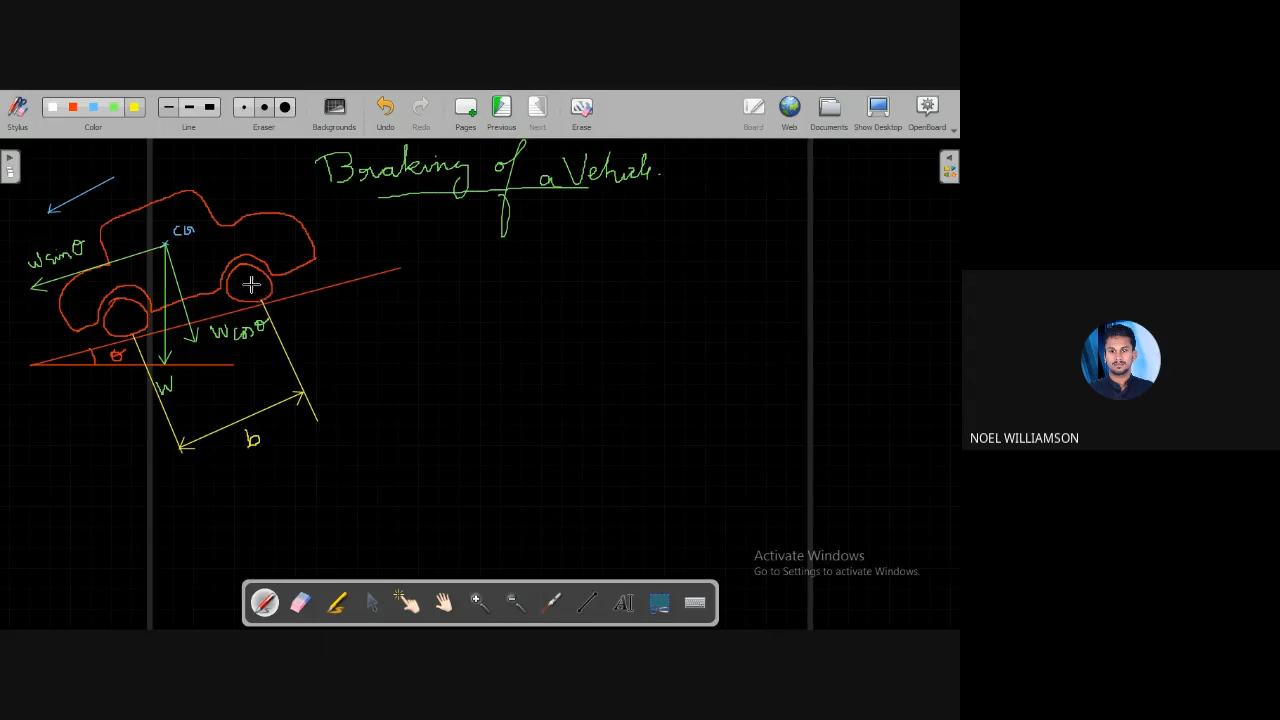 Stylus
Color
Line
Eraser
Backgrounds
Undo
Redo
Pages
Previous
Next
Erase
Board
Web
Documents
Show Desktop
OpenBoard
Braking of a Vehicle.
CG
W sin θ
W cos θ
θ
W
b
NOEL WILLIAMSON
Activate Windows
Go to Settings to activate Windows.